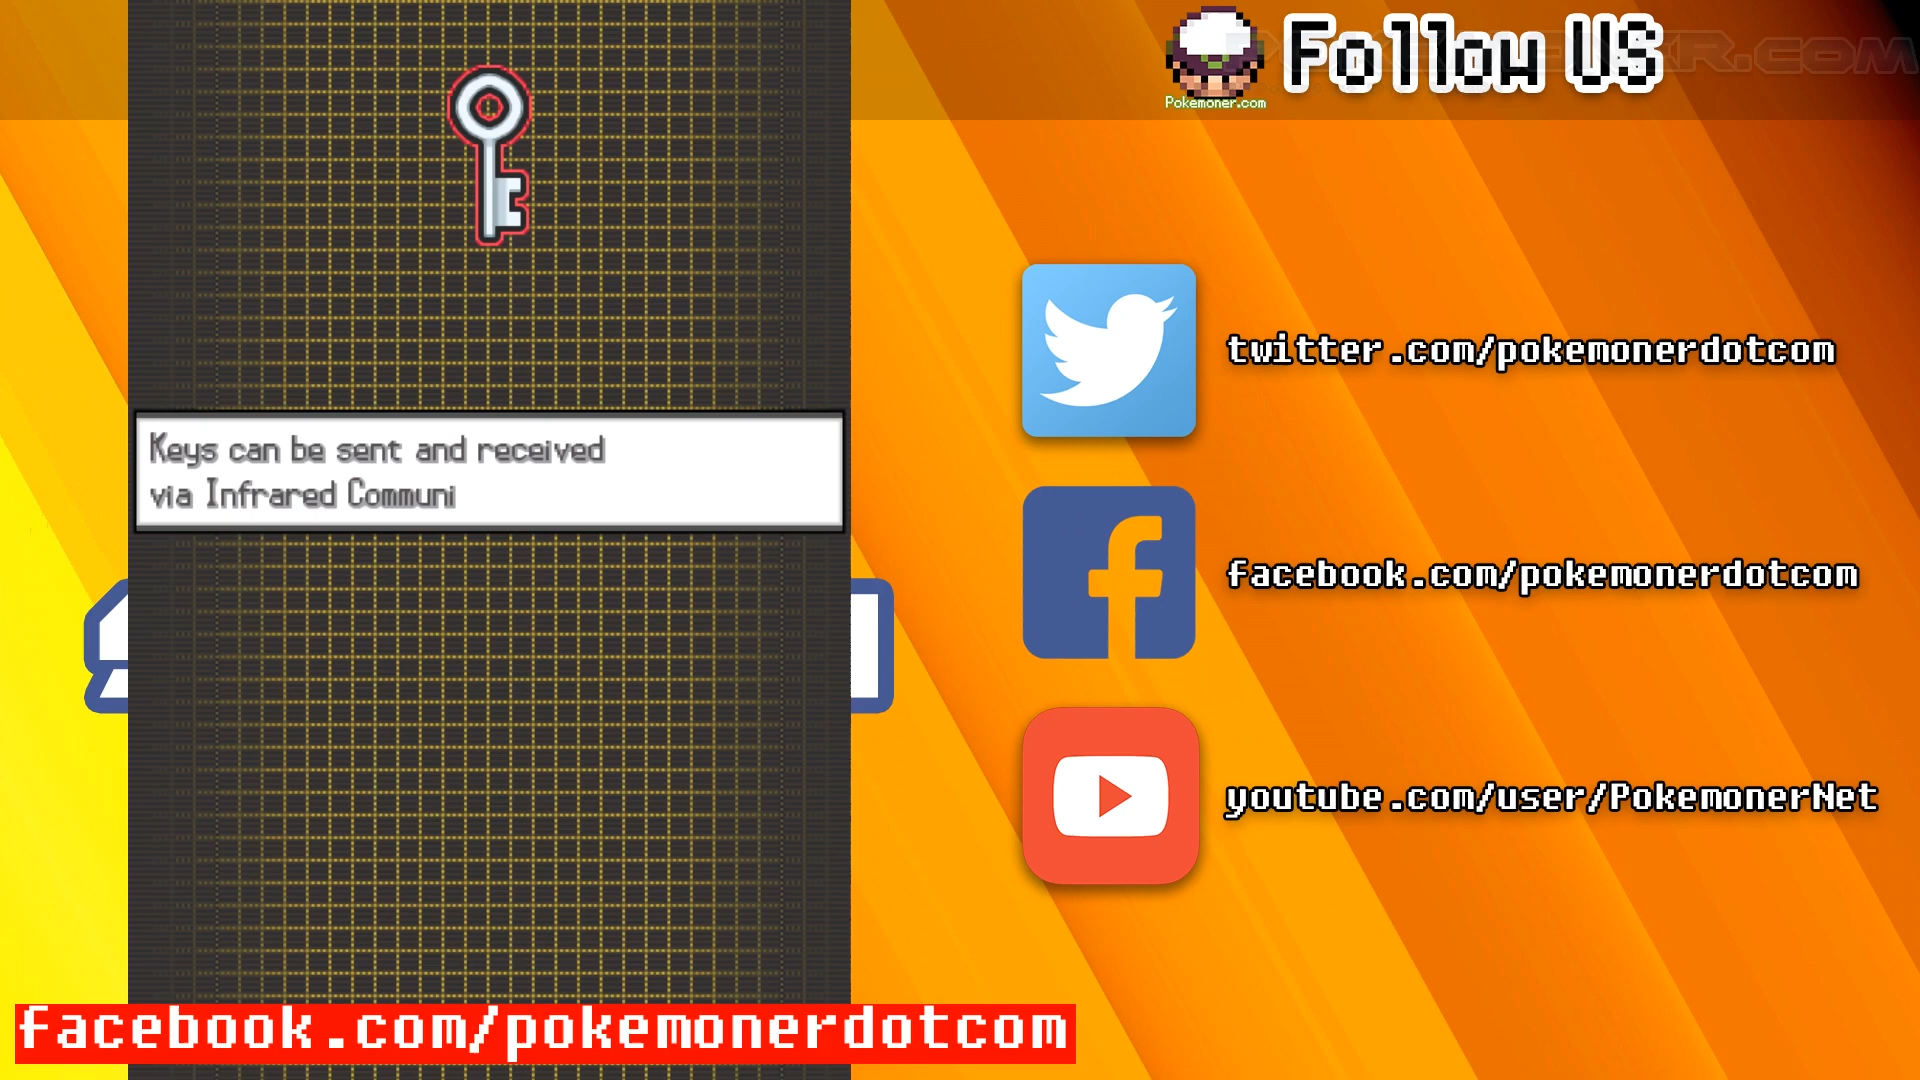 Pokemoner.com
Follow US
twitter.com/pokemonerdotcom
Keys can be sent and received
via Infrared Communi
facebook.com/pokemonerdotcom
youtube.com/user/PokemonerNet
facebook.com/pokemonerdotcom